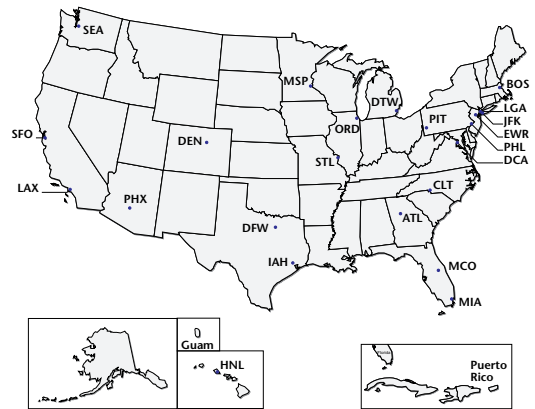 SEA
MSP
BOS
DTW
LGA
PIT
JFK
ORD
EWR
SFO
DEN
PHL
STL
DCA
LAX
CLT
PHX
ATL
DFW
IAH
MCO
MIA
Guam
HNL
Florida
Puerto
Rico